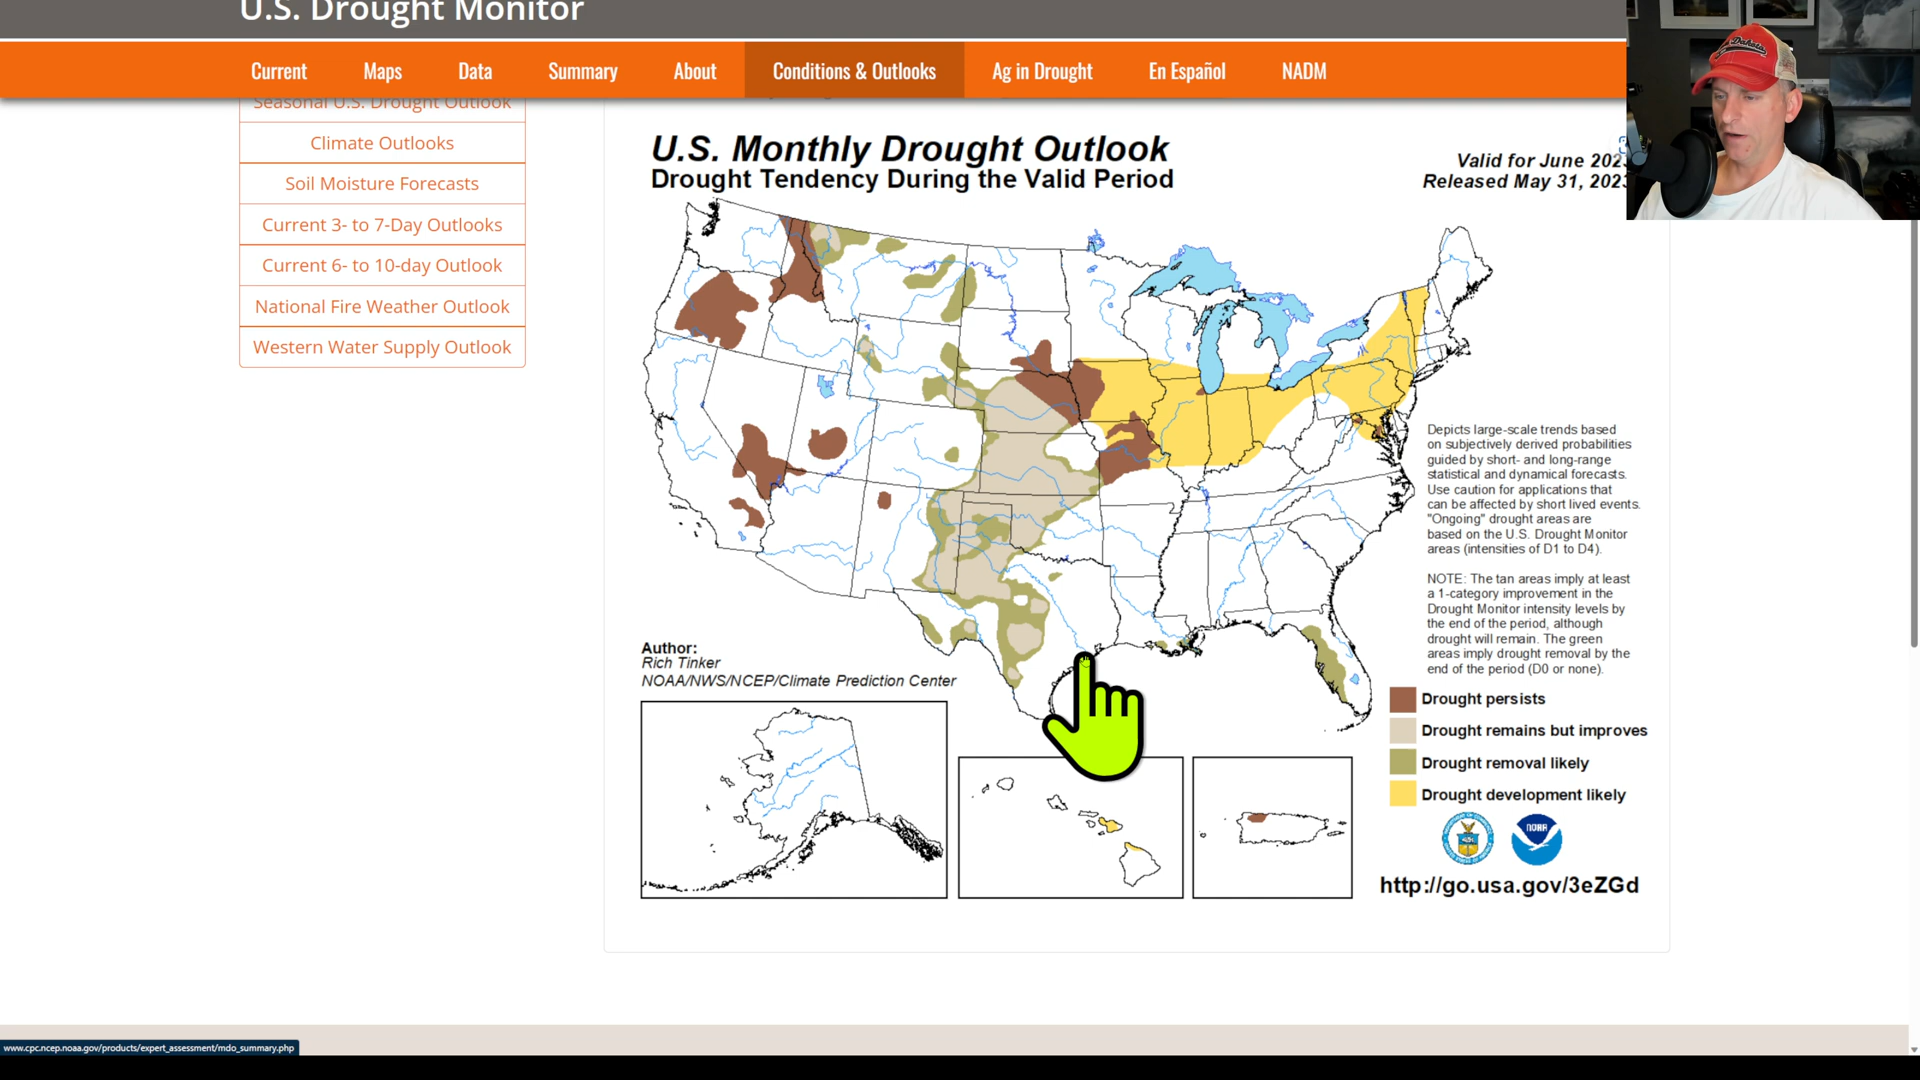 U.S. Drought Monitor
Current
Maps
Data
Summary
About
Conditions & Outlooks
Ag in Drought
En Español
NADM
Seasonal U.S. Drought Outlook
Climate Outlooks
Soil Moisture Forecasts
Current 3- to 7-Day Outlooks
Current 6- to 10-day Outlook
National Fire Weather Outlook
Western Water Supply Outlook
U.S. Monthly Drought Outlook
Drought Tendency During the Valid Period
Valid for June 202
Released May 31, 2023
Depicts large-scale trends based
on subjectively derived probabilities
guided by short- and long-range
statistical and dynamical forecasts.
Use caution for applications that
can be affected by short lived events.
"Ongoing" drought areas are
based on the U.S. Drought Monitor
areas (intensities of D1 to D4).
NOTE: The tan areas imply at least
a 1-category improvement in the
Drought Monitor intensity levels by
the end of the period, although
drought will remain. The green
areas imply drought removal by the
end of the period (D0 or none).
Author:
Rich Tinker
NOAA/NWS/NCEP/Climate Prediction Center
Drought persists
Drought remains but improves
Drought removal likely
Drought development likely
NOAA
http://go.usa.gov/3eZGd
www.cpc.ncep.noaa.gov/products/expert_assessment/mdo_summary.php